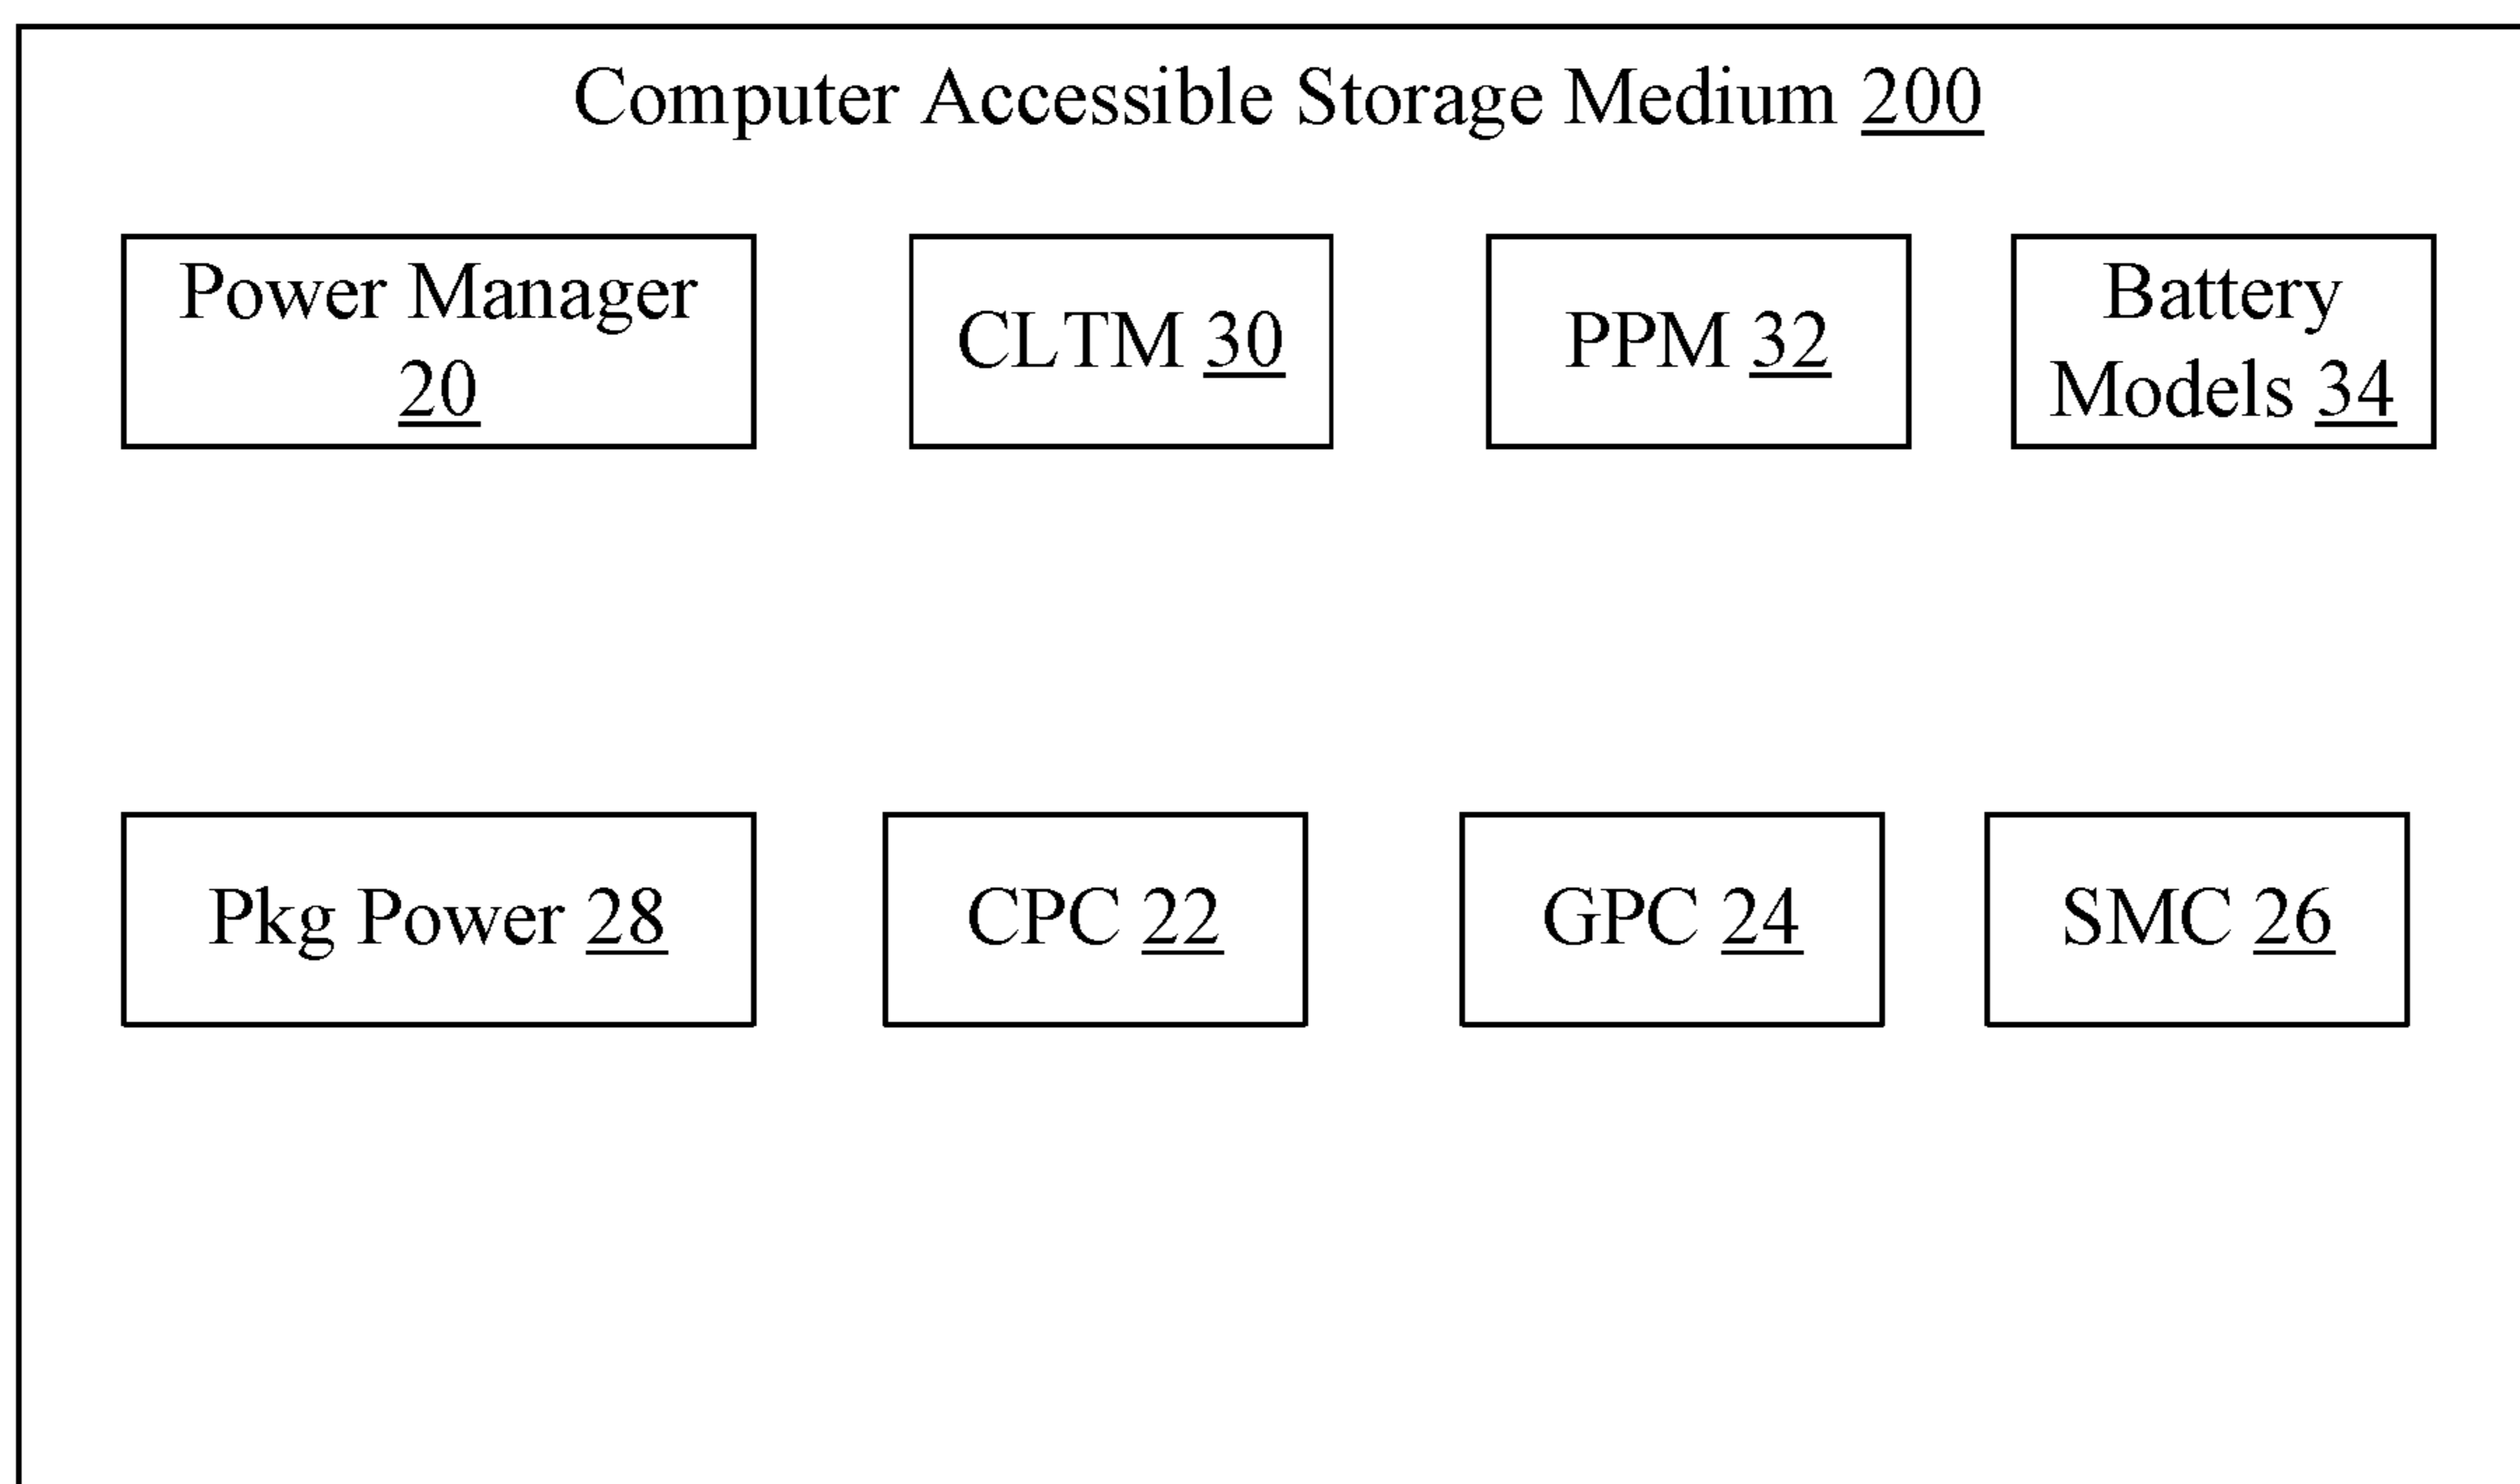 Computer Accessible Storage Medium 200
Power Manager
20
CLTM 30
PPM 32
Battery
Models 34
Pkg Power 28
CPC 22
GPC 24
SMC 26